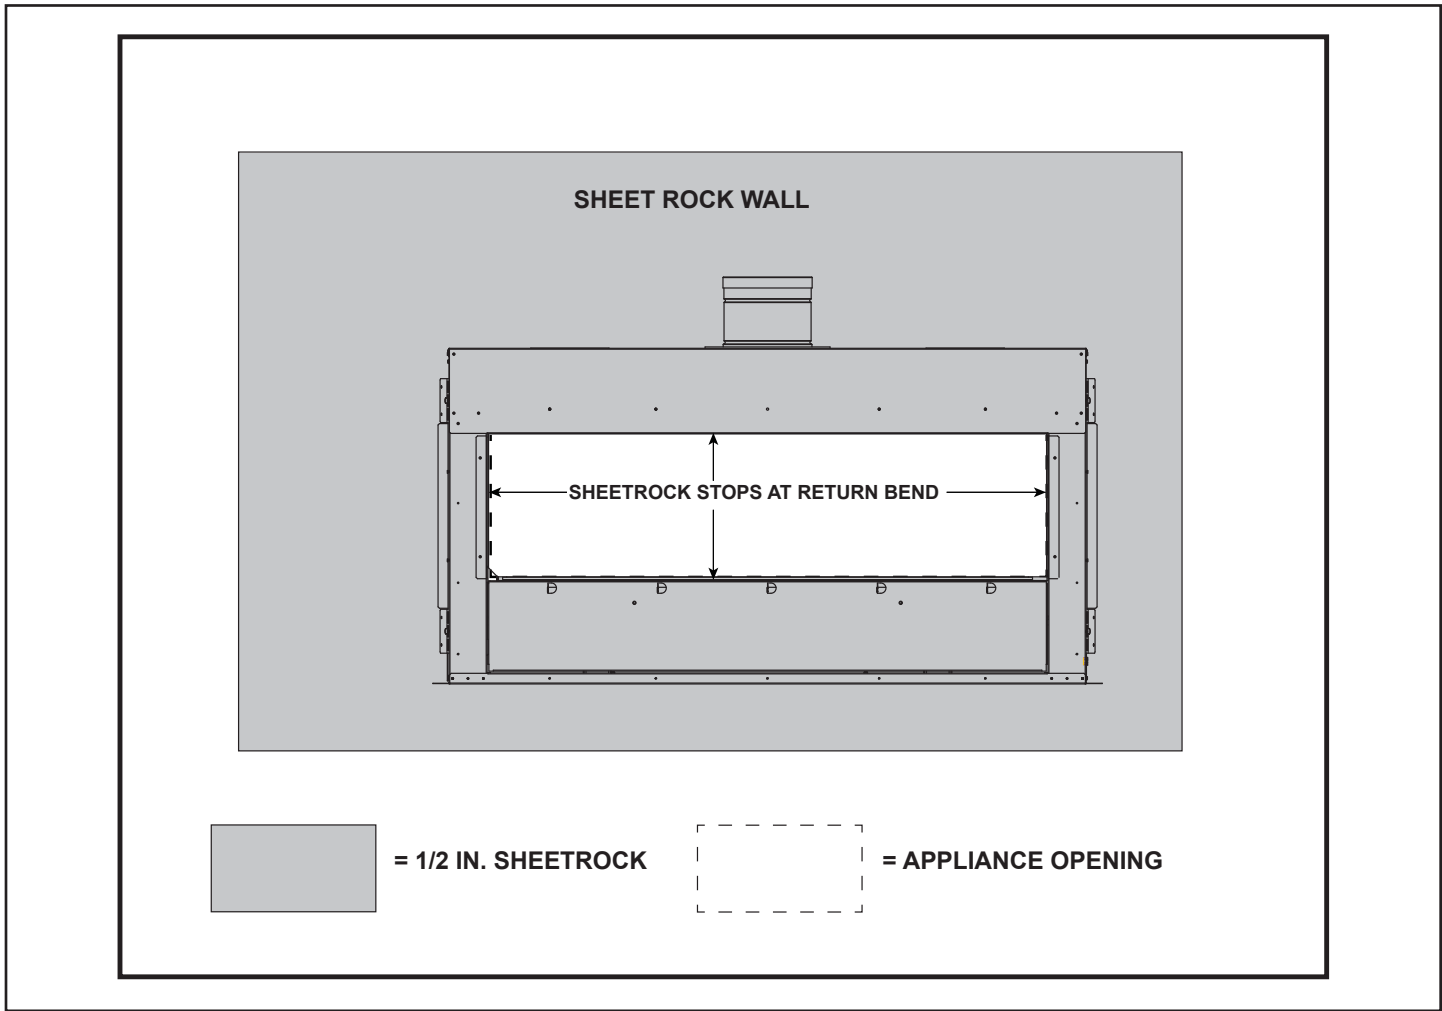 SHEET ROCK WALL
SHEETROCK STOPS AT RETURN BEND
= 1/2 IN. SHEETROCK
= APPLIANCE OPENING